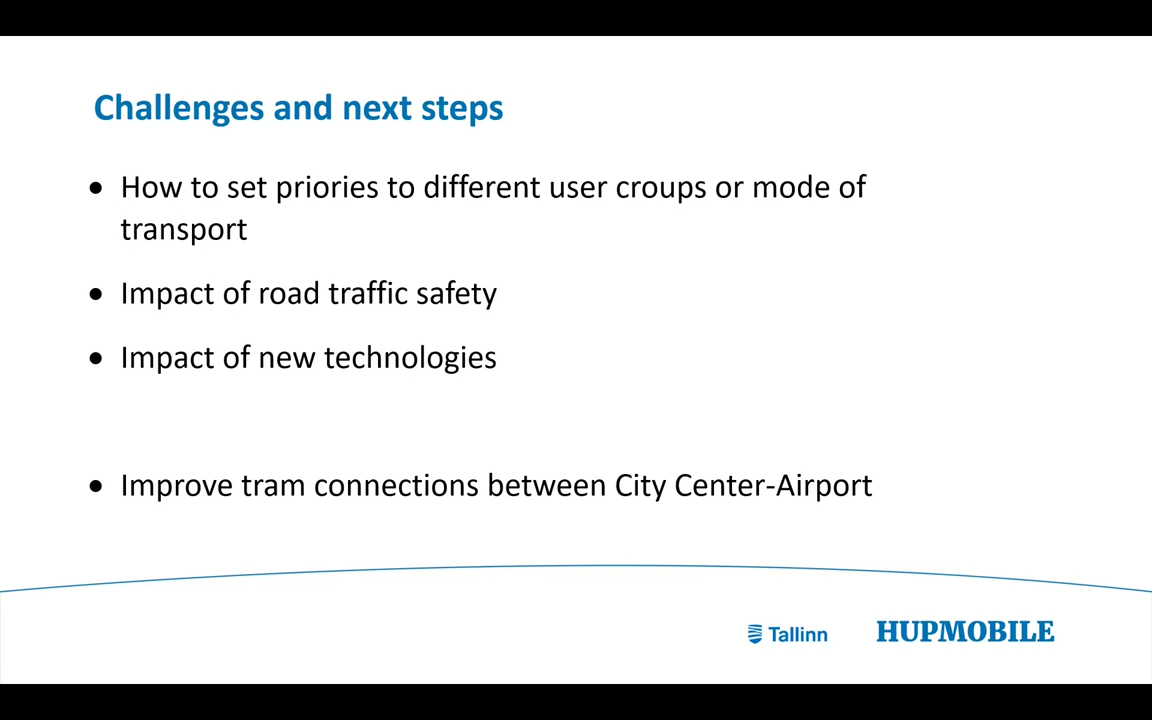 Challenges and next steps
• How to set priories to different user croups or mode of
transport
• Impact of road traffic safety
• Impact of new technologies
• Improve tram connections between City Center-Airport
Tallinn
HUPMOBILE